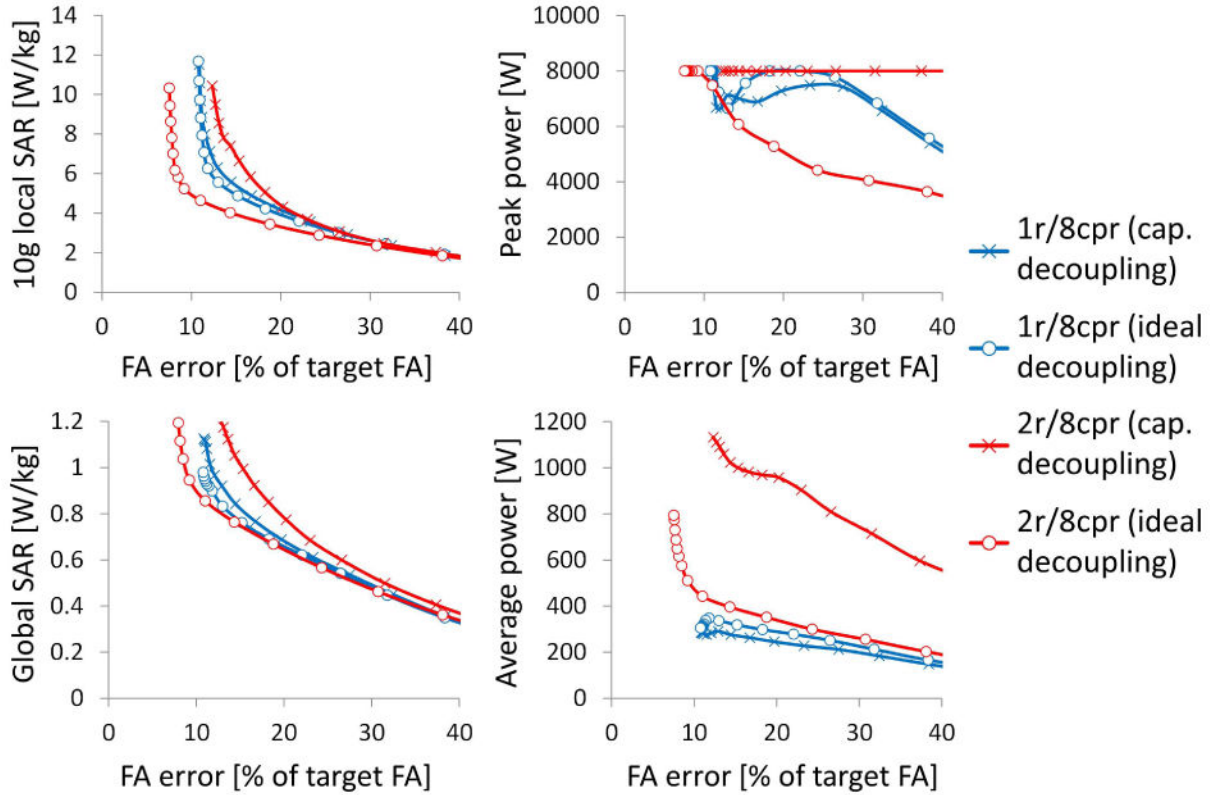 14
12
10
8
6
4
2
0
10g local SAR [W/kg]
0 10 20 30 40
FA error [% of target FA]
10000
8000
6000
4000
2000
0
Peak power [W]
0 10 20 30 40
FA error [% of target FA]
1.2
1
0.8
0.6
0.4
0.2
0
Global SAR [W/kg]
0 10 20 30 40
FA error [% of target FA]
1200
1000
800
600
400
200
0
Average power [W]
0 10 20 30 40
FA error [% of target FA]
1r/8cpr (cap.
decoupling)
1r/8cpr (ideal
decoupling)
2r/8cpr (cap.
decoupling)
2r/8cpr (ideal
decoupling)